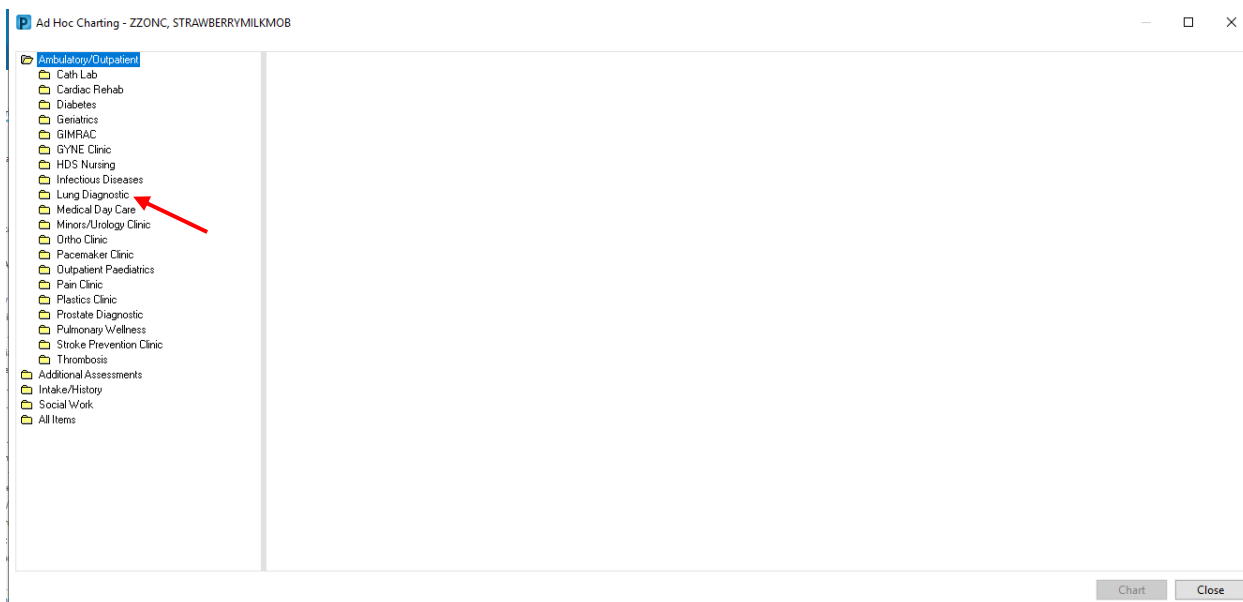 Ad Hoc Charting - ZZONC, STRAWBERRYMILKMOB
Ambulatory/Outpatient
Cath Lab
Cardiac Rehab
Diabetes
Geriatrics
GIMRAC
GYNE Clinic
HDS Nursing
Infectious Diseases
Lung Diagnostic
Medical Day Care
Minors/Urology Clinic
Ortho Clinic
Pacemaker Clinic
Outpatient Paediatrics
Pain Clinic
Plastics Clinic
Prostate Diagnostic
Pulmonary Wellness
Stroke Prevention Clinic
Thrombosis
Additional Assessments
Intake/History
Social Work
All Items
Chart Close